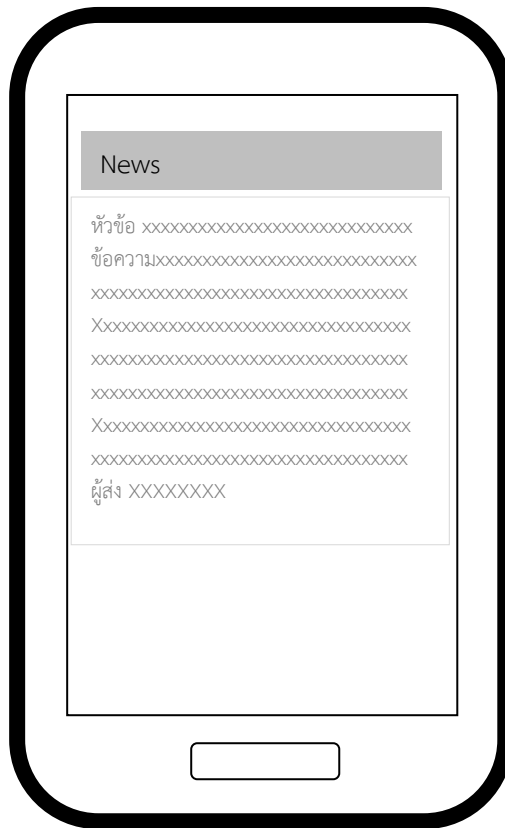 News
หัวข้อ xxxxxxxxxxxxxxxxxxxxxxxxxxxxx
ข้อความxxxxxxxxxxxxxxxxxxxxxxxxxxxx
xxxxxxxxxxxxxxxxxxxxxxxxxxxxxxxxxx
Xxxxxxxxxxxxxxxxxxxxxxxxxxxxxxxxxx
xxxxxxxxxxxxxxxxxxxxxxxxxxxxxxxxxx
xxxxxxxxxxxxxxxxxxxxxxxxxxxxxxxxxx
Xxxxxxxxxxxxxxxxxxxxxxxxxxxxxxxxxx
xxxxxxxxxxxxxxxxxxxxxxxxxxxxxxxxxx
ผู้ส่ง XXXXXXXX